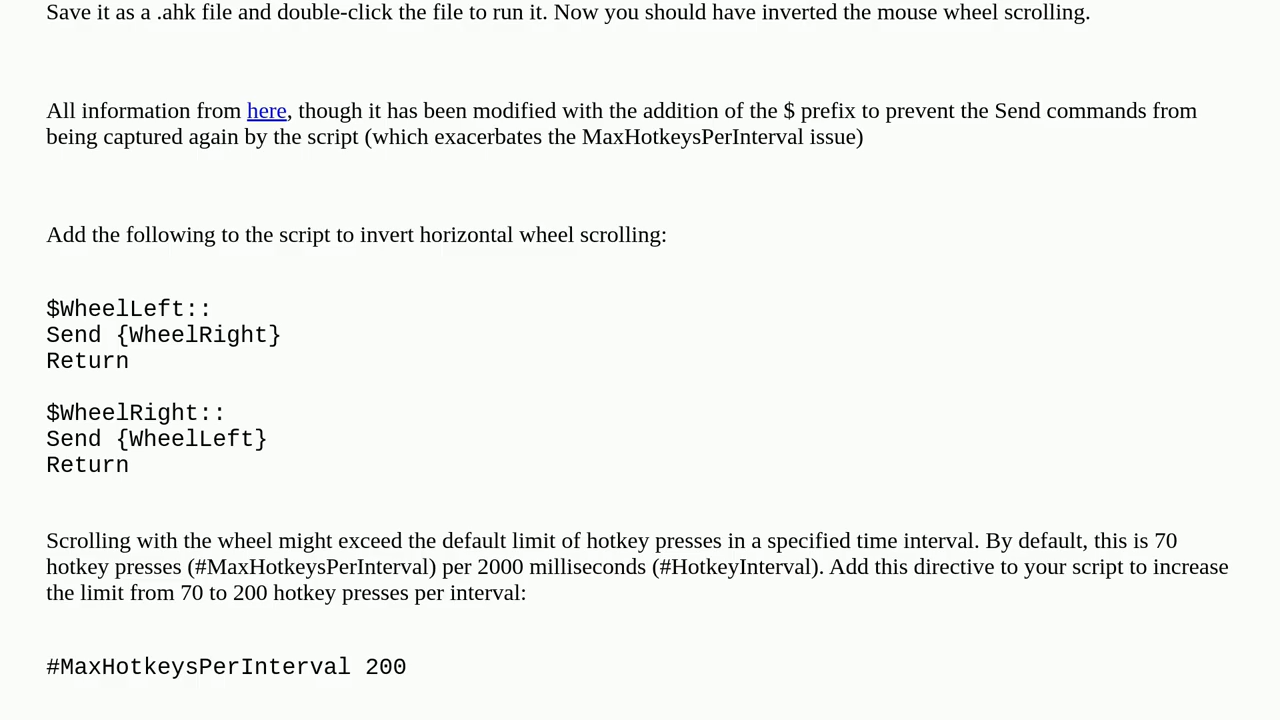 Save it as a .ahk file and double-click the file to run it. Now you should have inverted the mouse wheel scrolling.
All information from here, though it has been modified with the addition of the $ prefix to prevent the Send commands from
being captured again by the script (which exacerbates the MaxHotkeysPerInterval issue)
Add the following to the script to invert horizontal wheel scrolling:
$WheelLeft::
Send {WheelRight}
Return
$WheelRight::
Send {WheelLeft}
Return
Scrolling with the wheel might exceed the default limit of hotkey presses in a specified time interval. By default, this is 70
hotkey presses (#MaxHotkeysPerInterval) per 2000 milliseconds (#HotkeyInterval). Add this directive to your script to increase
the limit from 70 to 200 hotkey presses per interval:
#MaxHotkeysPerInterval 200